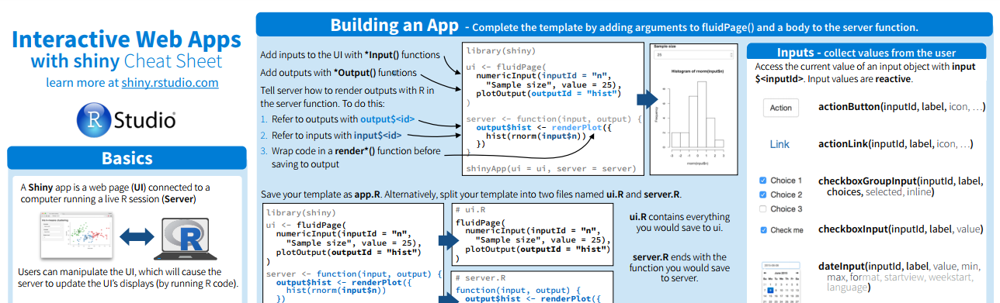 Interactive Web Apps
with shiny Cheat Sheet
learn more at shiny.rstudio.com
R Studio
Basics
A Shiny app is a web page (UI) connected to a
computer running a live R session (Server)
R
Users can manipulate the UI, which will cause the
server to update the UI's displays (by running R code).
Building an App - Complete the template by adding arguments to fluidPage() and a body to the server function.
Add inputs to the UI with *Input() functions
Add outputs with *Output() functions
Tell server how to render outputs with R in
the server function. To do this:
1. Refer to outputs with output$<id>
2. Refer to inputs with input$<id>
3. Wrap code in a render*() function before
saving to output
library(shiny)
ui <- fluidPage(
numericInput(inputId = "n",
"Sample size", value = 25),
plotOutput(outputId = "hist")
)
server <- function(input, output) {
output$hist <- renderPlot({
hist(rnorm(input$n))
})
}
shinyApp(ui = ui, server = server)
Sample size
25
Histogram of rnorm(input$n)
Frequency
-3 -2 -1 0 1 2 3
rnorm(input$n)
Save your template as app.R. Alternatively, split your template into two files named ui.R and server.R.
library(shiny)
ui <- fluidPage(
numericInput(inputId = "n",
"Sample size", value = 25),
plotOutput(outputId = "hist")
)
server <- function(input, output) {
output$hist <- renderPlot({
hist(rnorm(input$n))
})
# ui.R
fluidPage(
numericInput(inputId = "n",
"Sample size", value = 25),
plotOutput(outputId = "hist")
)
# server.R
function(input, output) {
output$hist <- renderPlot({
ui.R contains everything
you would save to ui.
server.R ends with the
function you would save
to server.
Inputs - collect values from the user
Access the current value of an input object with input
$<inputId>. Input values are reactive.
Action
actionButton(inputId, label, icon, …)
Link
actionLink(inputId, label, icon, …)
Choice 1
Choice 2
Choice 3
checkboxGroupInput(inputId, label,
choices, selected, inline)
Check me
checkboxInput(inputId, label, value)
dateInput(inputId, label, value, min,
max, format, startview, weekstart,
language)